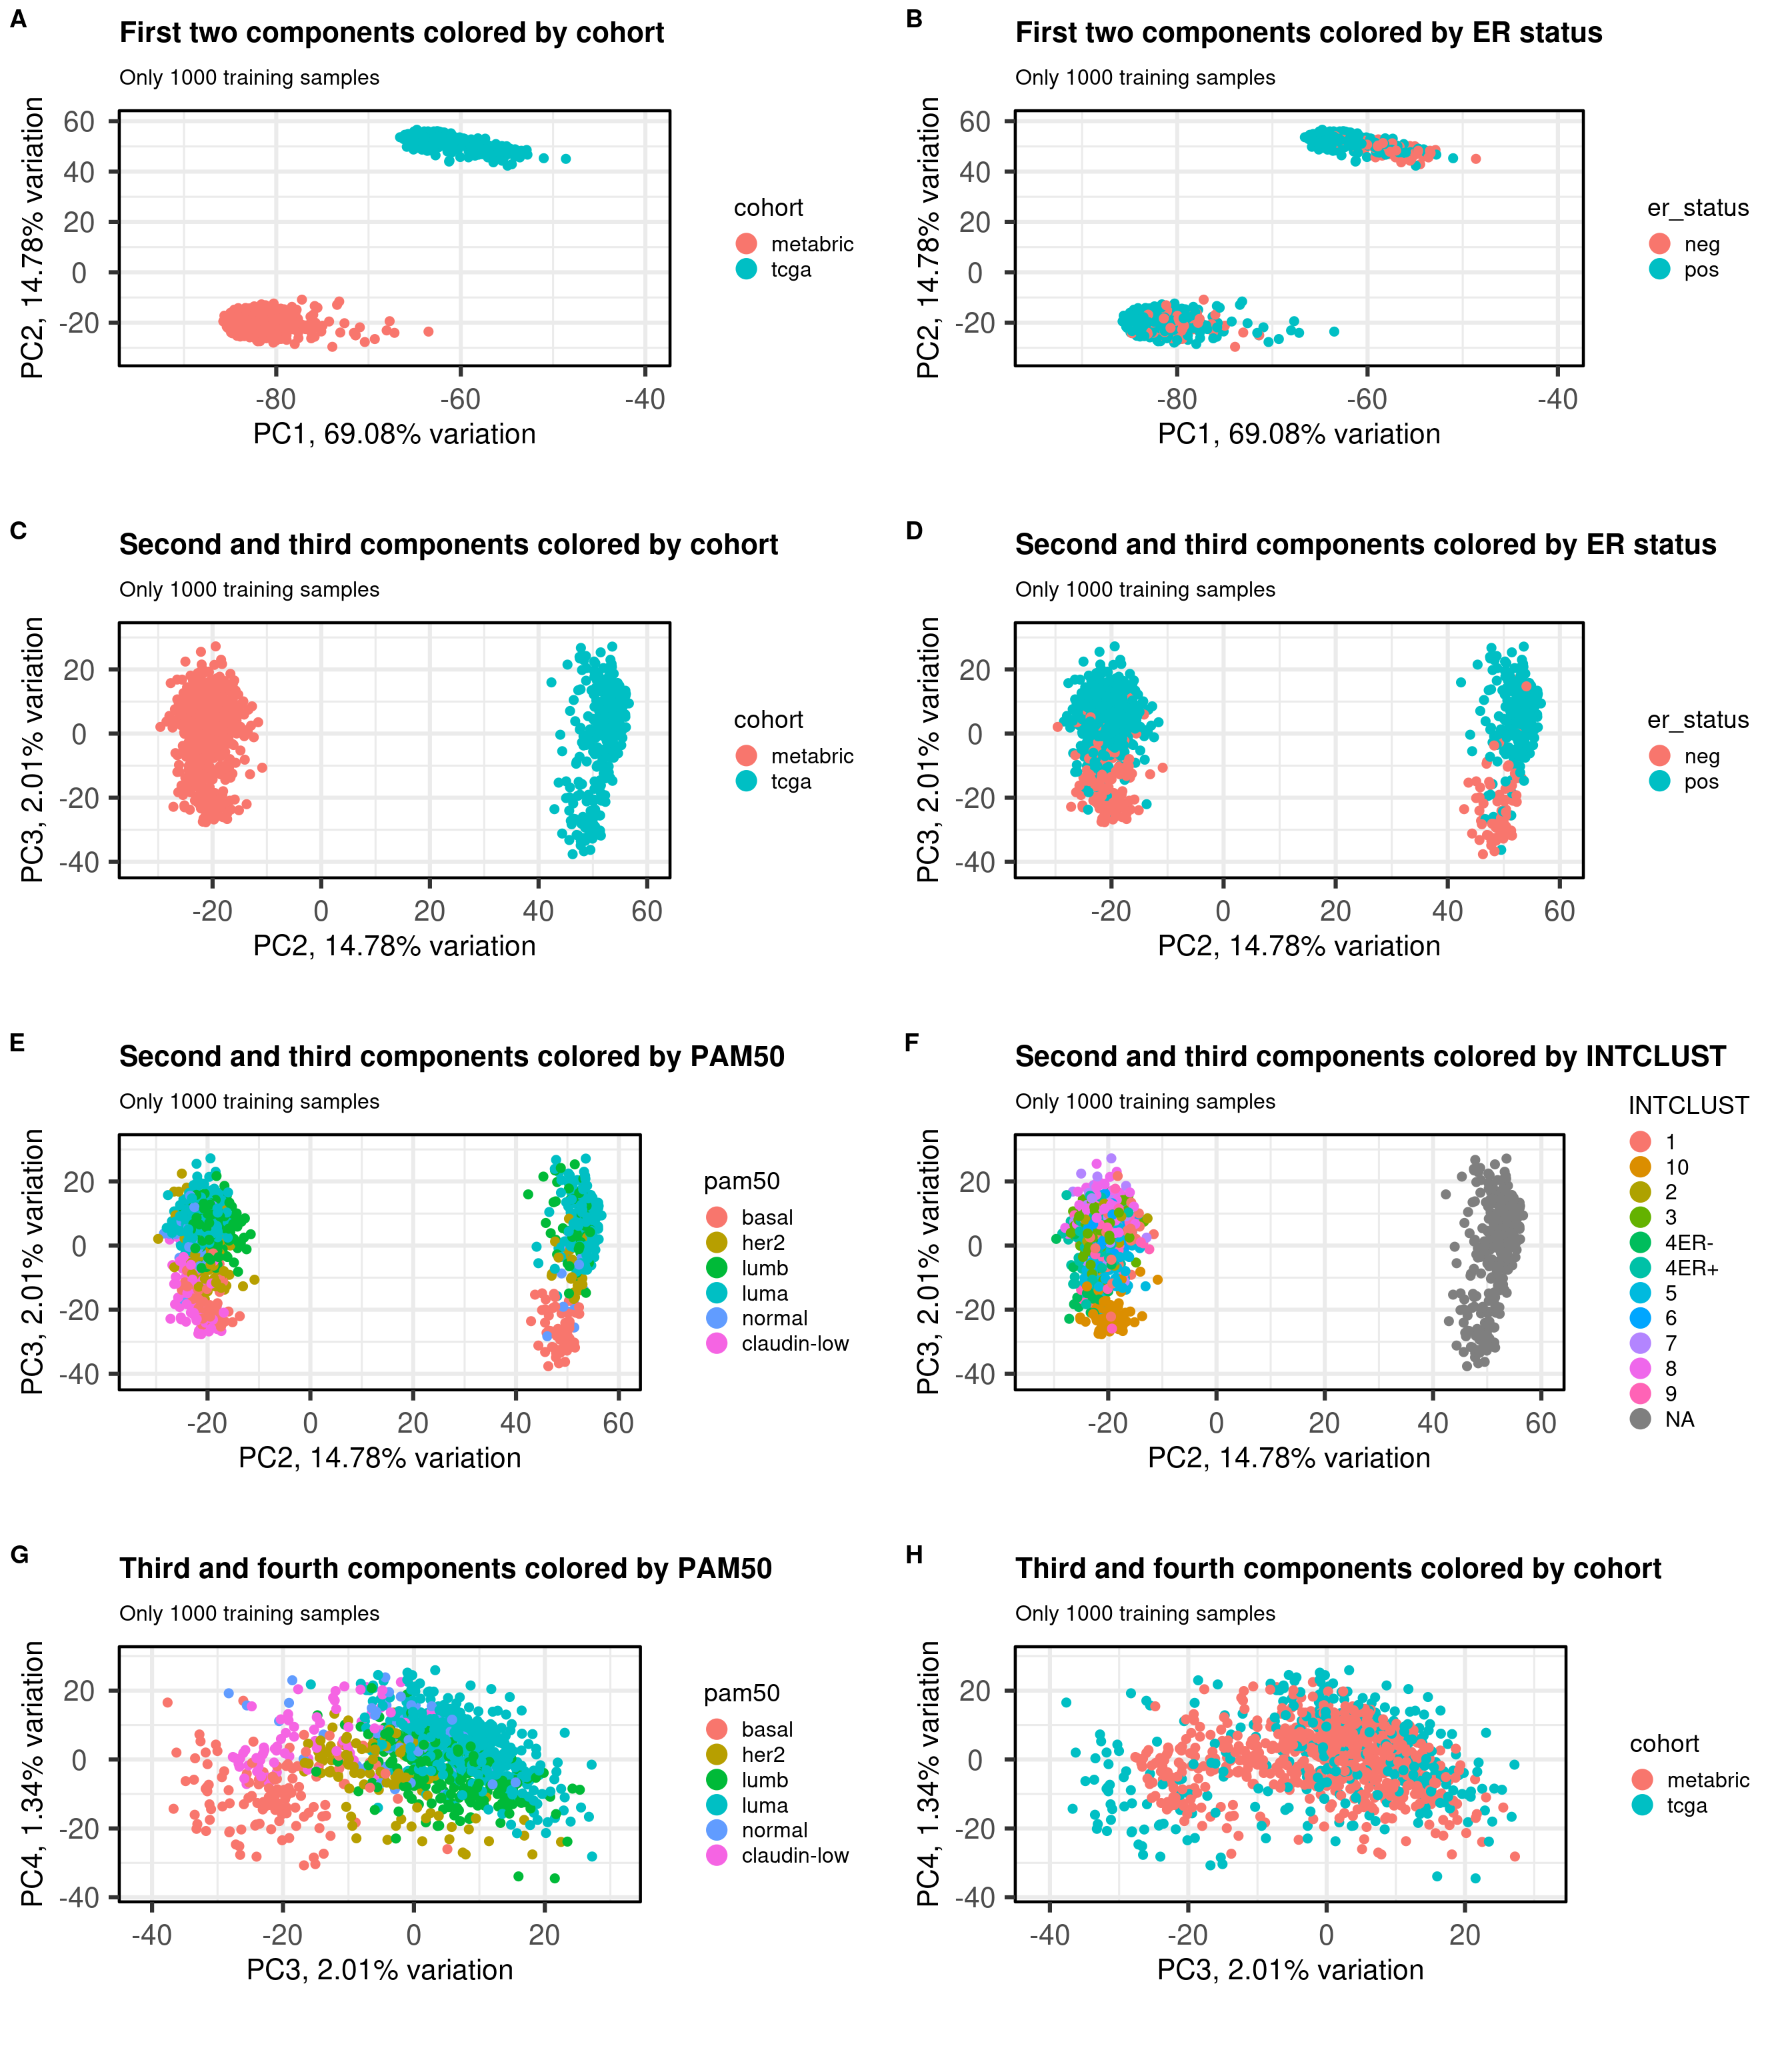 A
First two components colored by cohort
Only 1000 training samples
PC2, 14.78% variation
60
40
20
0
-20
-80
-60
-40
PC1, 69.08% variation
cohort
metabric
tcga
B
First two components colored by ER status
Only 1000 training samples
PC2, 14.78% variation
60
40
20
0
-20
-80
-60
-40
PC1, 69.08% variation
er_status
neg
pos
C
Second and third components colored by cohort
Only 1000 training samples
PC3, 2.01% variation
20
0
-20
-40
-20
0
20
40
60
PC2, 14.78% variation
cohort
metabric
tcga
D
Second and third components colored by ER status
Only 1000 training samples
PC3, 2.01% variation
20
0
-20
-40
-20
0
20
40
60
PC2, 14.78% variation
er_status
neg
pos
E
Second and third components colored by PAM50
Only 1000 training samples
PC3, 2.01% variation
20
0
-20
-40
-20
0
20
40
60
PC2, 14.78% variation
pam50
basal
her2
lumb
luma
normal
claudin-low
F
Second and third components colored by INTCLUST
Only 1000 training samples
PC3, 2.01% variation
20
0
-20
-40
-20
0
20
40
60
PC2, 14.78% variation
INTCLUST
1
10
2
3
4ER-
4ER+
5
6
7
8
9
NA
G
Third and fourth components colored by PAM50
Only 1000 training samples
PC4, 1.34% variation
20
0
-20
-40
-40
-20
0
20
PC3, 2.01% variation
pam50
basal
her2
lumb
luma
normal
claudin-low
H
Third and fourth components colored by cohort
Only 1000 training samples
PC4, 1.34% variation
20
0
-20
-40
-40
-20
0
20
PC3, 2.01% variation
cohort
metabric
tcga